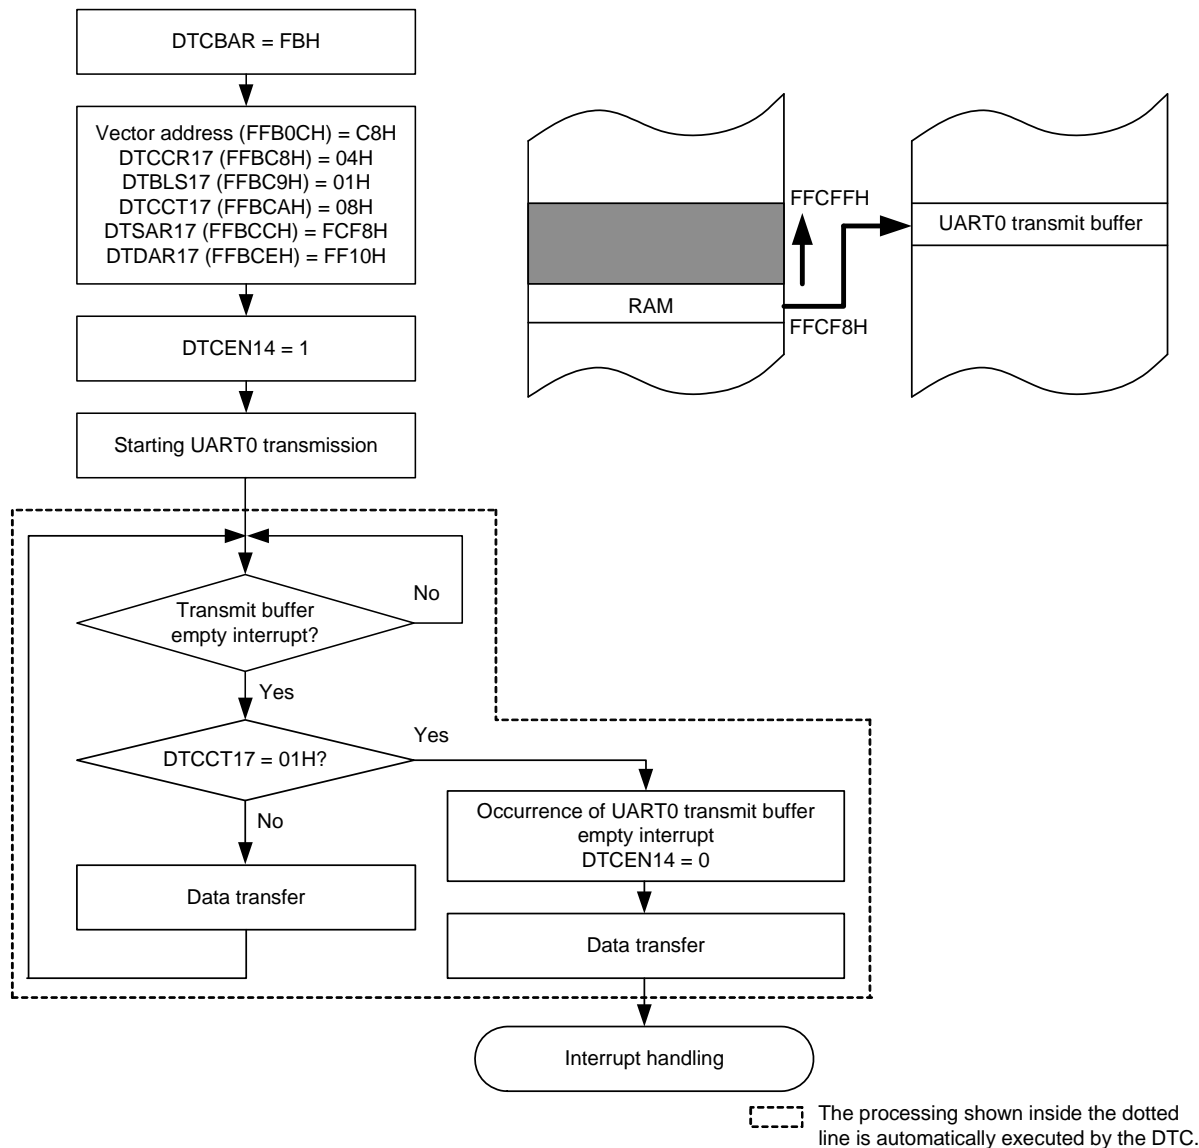 DTCBAR = FBH
Vector address (FFB0CH) = C8H
DTCCR17 (FFBC8H) = 04H
DTBLS17 (FFBC9H) = 01H
DTCCT17 (FFBCAH) = 08H
DTSAR17 (FFBCCH) = FCF8H
DTDAR17 (FFBCEH) = FF10H
DTCEN14 = 1
Starting UART0 transmission
Transmit buffer
empty interrupt?
No
Yes
DTCCT17 = 01H?
Yes
No
Data transfer
Occurrence of UART0 transmit buffer
empty interrupt
DTCEN14 = 0
Data transfer
Interrupt handling
FFCFFH
RAM
FFCF8H
UART0 transmit buffer
The processing shown inside the dotted
line is automatically executed by the DTC.